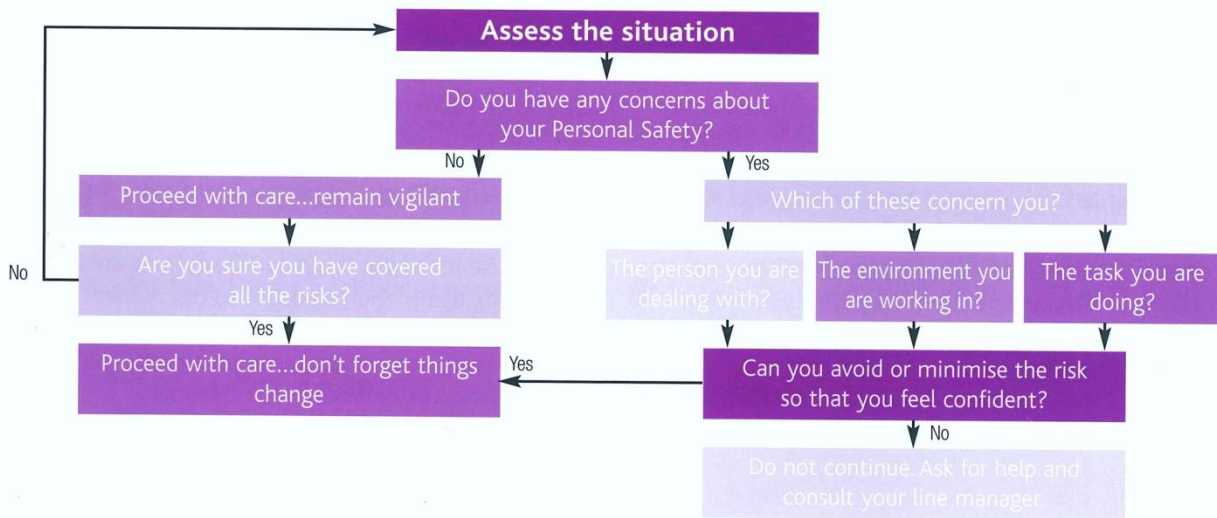 Assess the situation
Do you have any concerns about
your Personal Safety?
No
Yes
Proceed with care...remain vigilant
Which of these concern you?
No
Are you sure you have covered
all the risks?
The person you are
dealing with?
The environment you
are working in?
The task you are
doing?
Yes
Proceed with care...don't forget things
change
Yes
Can you avoid or minimise the risk
so that you feel confident?
No
Do not continue. Ask for help and
consult your line manager.